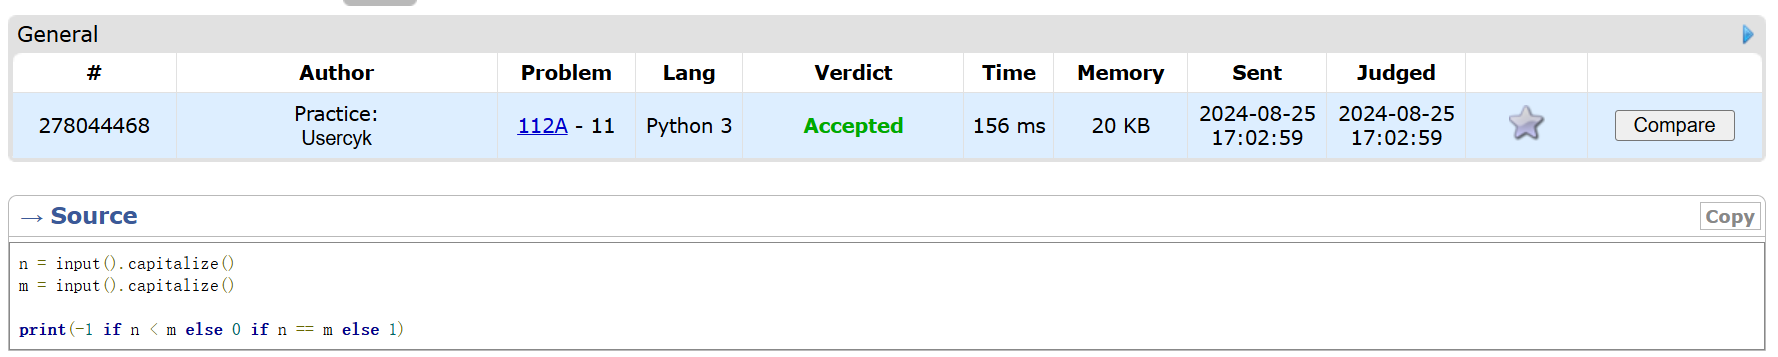 General
# Author Problem Lang Verdict Time Memory Sent Judged
278044468 Practice: Usercyk 112A - 11 Python 3 Accepted 156 ms 20 KB 2024-08-25 17:02:59 2024-08-25 17:02:59 Compare
→ Source Copy
n = input().capitalize()
m = input().capitalize()
print(-1 if n < m else 0 if n == m else 1)